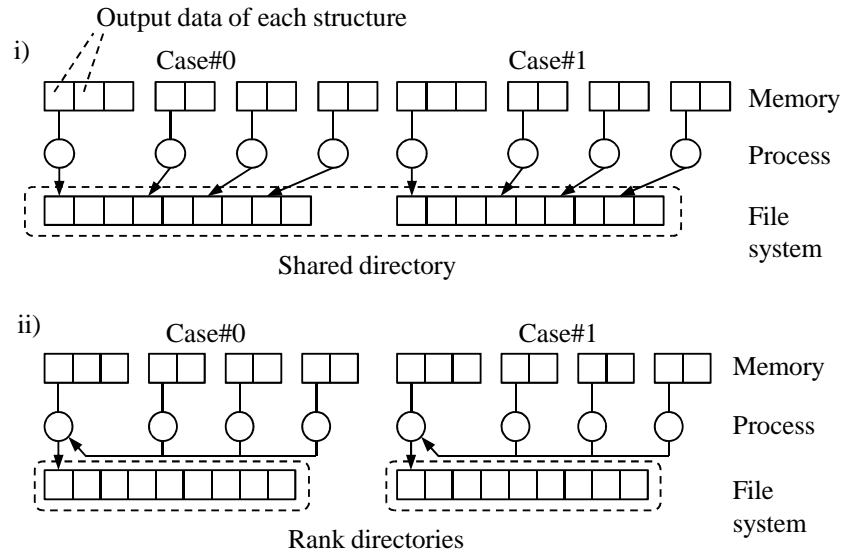 Output data of each structure
i)
Case#0
Case#1
Memory
Process
File
system
Shared directory
ii)
Case#0
Case#1
Memory
Process
File
system
Rank directories